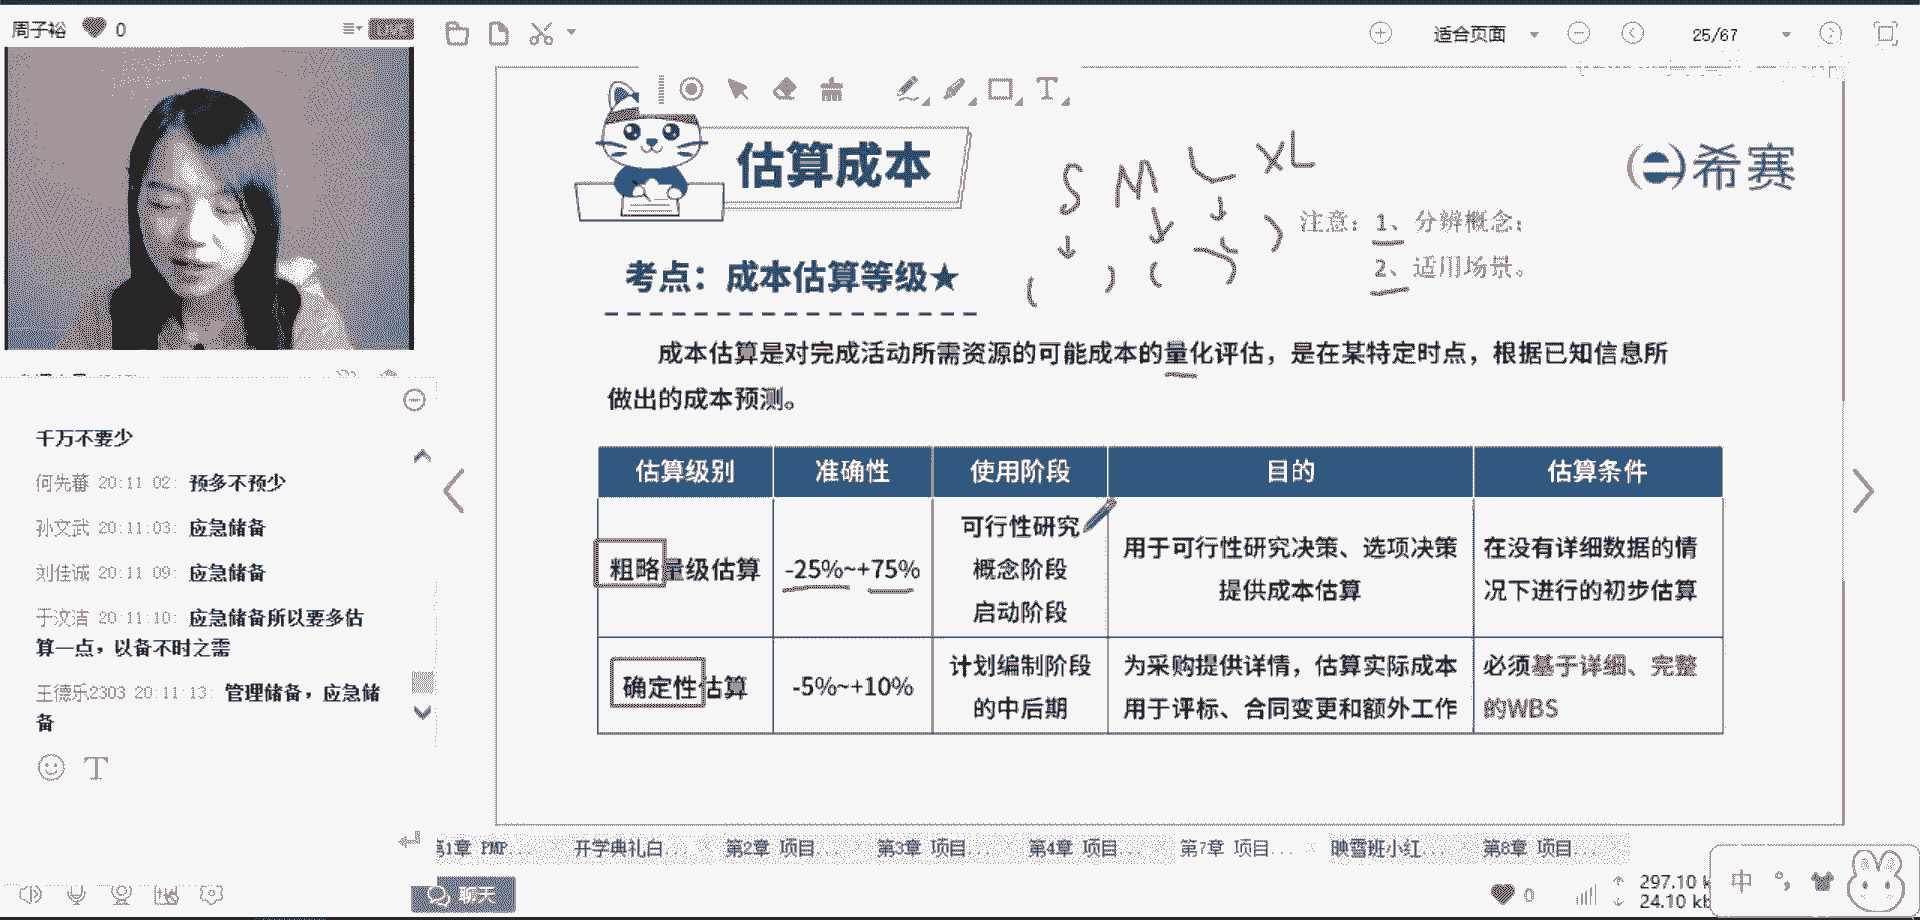 周子裕 0
LIVE
适合页面
25/67
估算成本
希赛
S M L XL
注意：1、分辨概念；
2、适用场景。
考点：成本估算等级★
成本估算是对完成活动所需资源的可能成本的量化评估，是在某特定时点，根据已知信息所
做出的成本预测。
估算级别 准确性 使用阶段 目的 估算条件
粗略量级估算 -25%~+75% 可行性研究
概念阶段
启动阶段
用于可行性研究决策、选项决策
提供成本估算
在没有详细数据的情
况下进行的初步估算
确定性估算 -5%~+10% 计划编制阶段
的中后期
为采购提供详情，估算实际成本
用于评标、合同变更和额外工作
必须基于详细、完整
的WBS
千万不要少
何先蕃 20:11:02: 预多不预少
孙文武 20:11:03: 应急储备
刘佳诚 20:11:09: 应急储备
于汶洁 20:11:10: 应急储备所以要多估
算一点，以备不时之需
王德乐2303 20:11:13: 管理储备，应急储
备
T
第1章 PMP... 开学典礼白... 第2章 项目... 第3章 项目... 第4章 项目... 第7章 项目... 映雪班小红... 第8章 项目...
聊天
0
297.10 k
24.10 kb
中